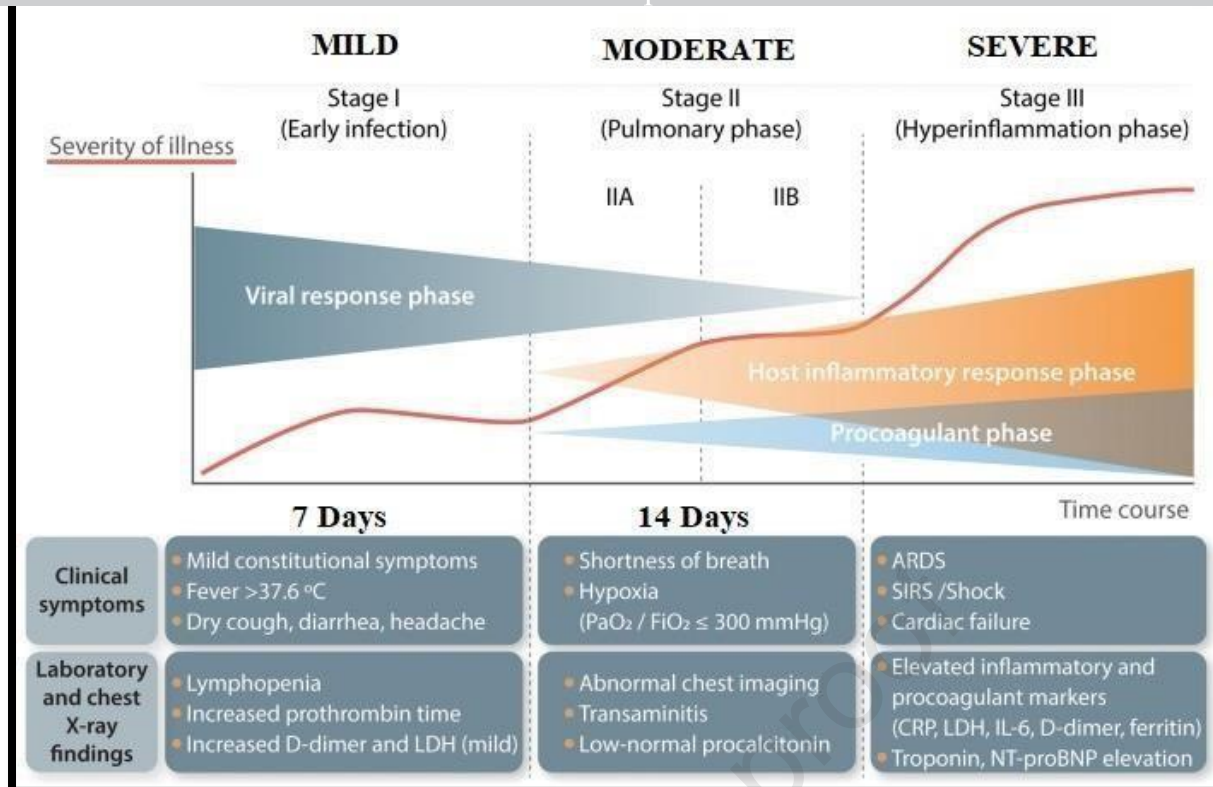 MILD
MODERATE
SEVERE
Stage I
(Early infection)
Stage II
(Pulmonary phase)
Stage III
(Hyperinflammation phase)
Severity of illness
IIA
IIB
Viral response phase
Host inflammatory response phase
Procoagulant phase
7 Days
14 Days
Time course
Clinical
symptoms
• Mild constitutional symptoms
• Fever >37.6 ºC
• Dry cough, diarrhea, headache
• Shortness of breath
• Hypoxia
(PaO₂ / FiO₂ ≤ 300 mmHg)
• ARDS
• SIRS /Shock
• Cardiac failure
Laboratory
and chest
X-ray
findings
• Lymphopenia
• Increased prothrombin time
• Increased D-dimer and LDH (mild)
• Abnormal chest imaging
• Transaminitis
• Low-normal procalcitonin
• Elevated inflammatory and
procoagulant markers
(CRP, LDH, IL-6, D-dimer, ferritin)
• Troponin, NT-proBNP elevation
proof